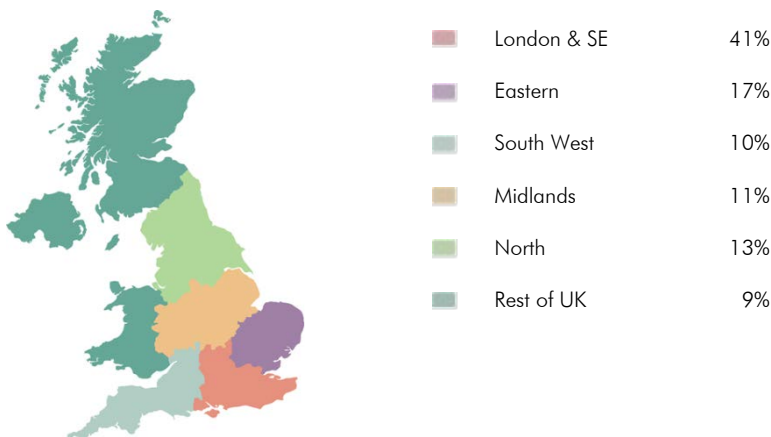 London & SE 41%
Eastern 17%
South West 10%
Midlands 11%
North 13%
Rest of UK 9%